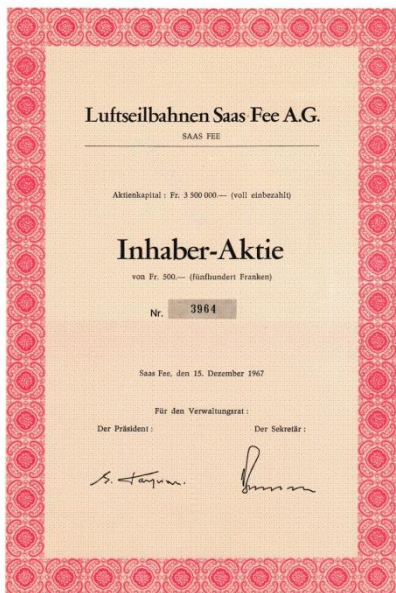 Luftseilbahnen Saas-Fee A.G.
SAAS FEE
Aktienkapital : Fr. 3 500 000.— (voll einbezahlt)
Inhaber-Aktie
von Fr. 500.— (fünfhundert Franken)
Nr. 3964
Saas Fee, den 15. Dezember 1967
Für den Verwaltungsrat :
Der Präsident : Der Sekretär :